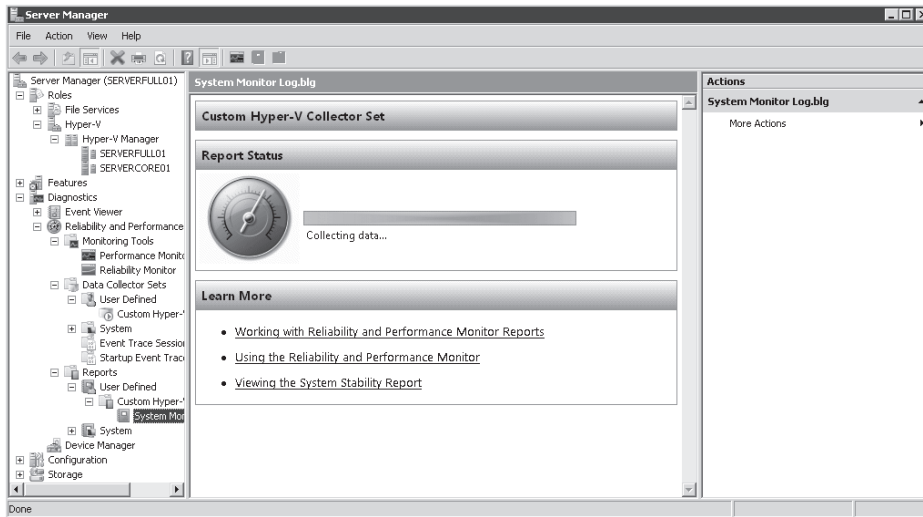 Server Manager
File Action View Help
Server Manager (SERVERFULL01)
Roles
File Services
Hyper-V
Hyper-V Manager
SERVERFULL01
SERVERCORE01
Features
Diagnostics
Event Viewer
Reliability and Performance
Monitoring Tools
Performance Monito
Reliability Monitor
Data Collector Sets
User Defined
Custom Hyper-V
System
Event Trace Session
Startup Event Trac
Reports
User Defined
Custom Hyper-V
System Mon
System
Device Manager
Configuration
Storage
System Monitor Log.blg
Custom Hyper-V Collector Set
Report Status
Collecting data...
Learn More
• Working with Reliability and Performance Monitor Reports
• Using the Reliability and Performance Monitor
• Viewing the System Stability Report
Actions
System Monitor Log.blg
More Actions
Done